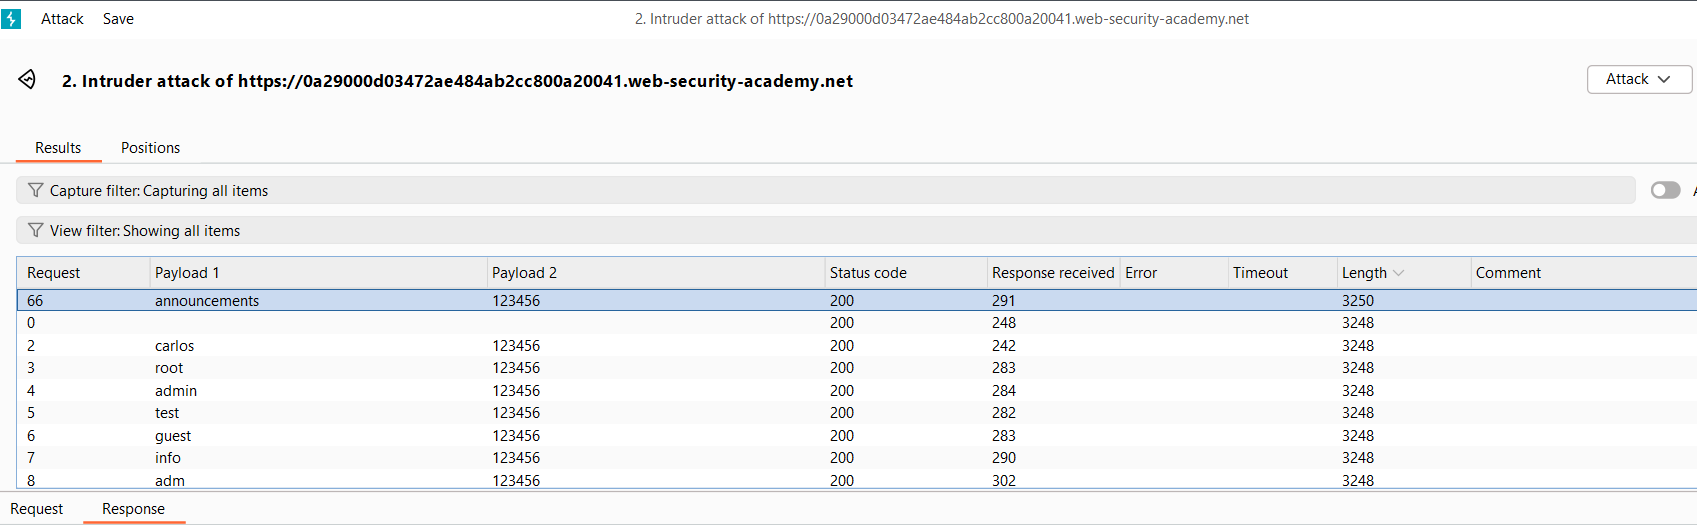 Attack Save 2. Intruder attack of https://0a29000d03472ae484ab2cc800a20041.web-security-academy.net
2. Intruder attack of https://0a29000d03472ae484ab2cc800a20041.web-security-academy.net Attack
Results Positions
Capture filter: Capturing all items
View filter: Showing all items
Request Payload 1 Payload 2 Status code Response received Error Timeout Length Comment
66 announcements 123456 200 291 3250
0 200 248 3248
2 carlos 123456 200 242 3248
3 root 123456 200 283 3248
4 admin 123456 200 284 3248
5 test 123456 200 282 3248
6 guest 123456 200 283 3248
7 info 123456 200 290 3248
8 adm 123456 200 302 3248
Request Response